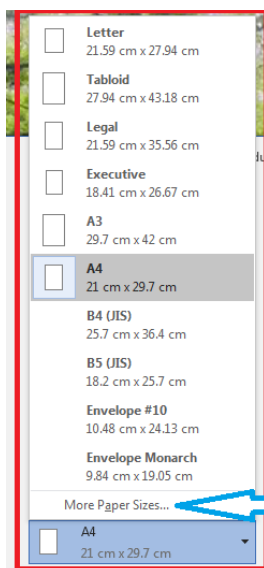 Letter
21.59 cm x 27.94 cm
Tabloid
27.94 cm x 43.18 cm
Legal
21.59 cm x 35.56 cm
Executive
18.41 cm x 26.67 cm
A3
29.7 cm x 42 cm
A4
21 cm x 29.7 cm
B4 (JIS)
25.7 cm x 36.4 cm
B5 (JIS)
18.2 cm x 25.7 cm
Envelope #10
10.48 cm x 24.13 cm
Envelope Monarch
9.84 cm x 19.05 cm
More Paper Sizes...
A4
21 cm x 29.7 cm